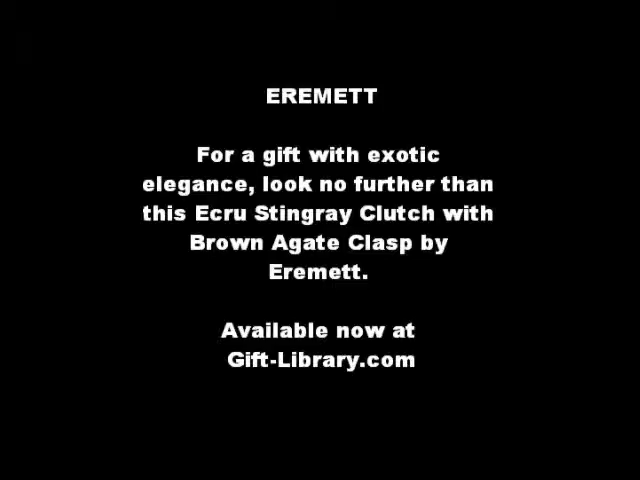 EREMETT
For a gift with exotic
elegance, look no further than
this Ecru Stingray Clutch with
Brown Agate Clasp by
Eremett.
Available now at
Gift-Library.com